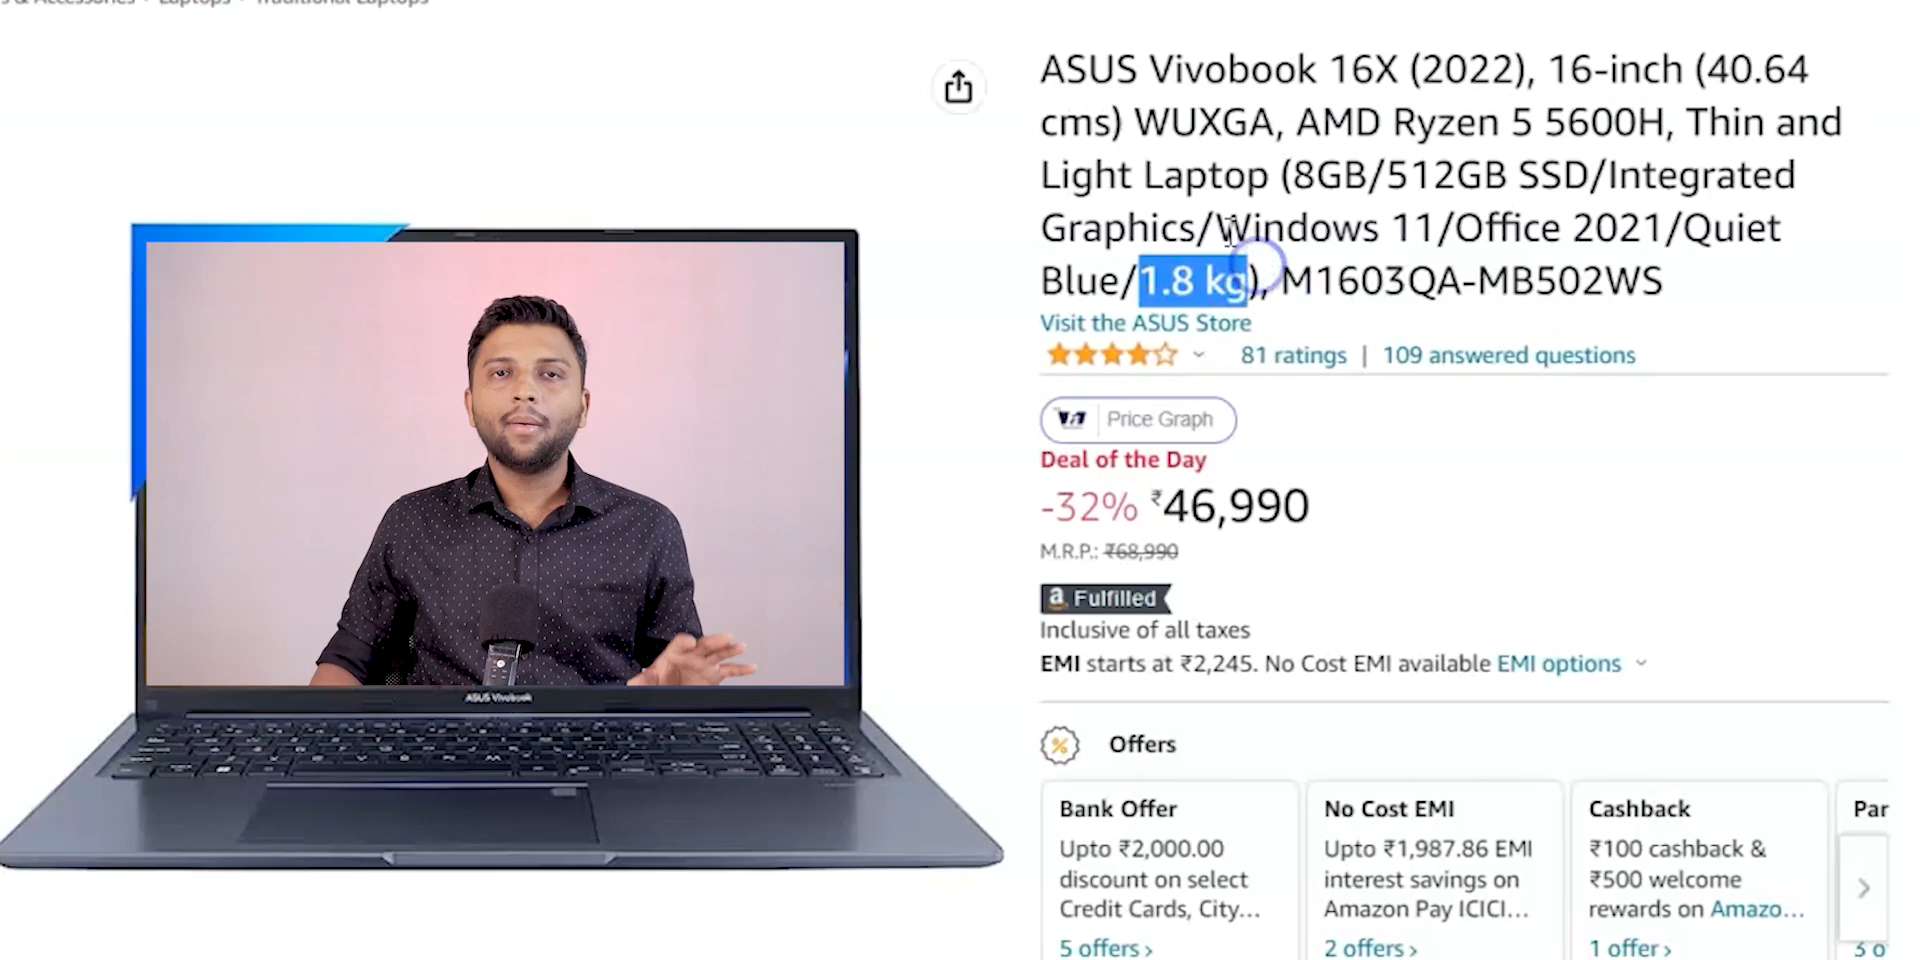 s & Accessories › Laptops › Traditional Laptops
ASUS Vivobook 16X (2022), 16-inch (40.64
cms) WUXGA, AMD Ryzen 5 5600H, Thin and
Light Laptop (8GB/512GB SSD/Integrated
Graphics/Windows 11/Office 2021/Quiet
Blue/1.8 kg), M1603QA-MB502WS
Visit the ASUS Store
81 ratings | 109 answered questions
Price Graph
Deal of the Day
-32% ₹46,990
M.R.P.: ₹68,990
a Fulfilled
Inclusive of all taxes
EMI starts at ₹2,245. No Cost EMI available EMI options
ASUS Vivobook
Offers
Bank Offer
Upto ₹2,000.00
discount on select
Credit Cards, City...
5 offers ›
No Cost EMI
Upto ₹1,987.86 EMI
interest savings on
Amazon Pay ICICI...
2 offers ›
Cashback
₹100 cashback &
₹500 welcome
rewards on Amazo...
1 offer ›
Par